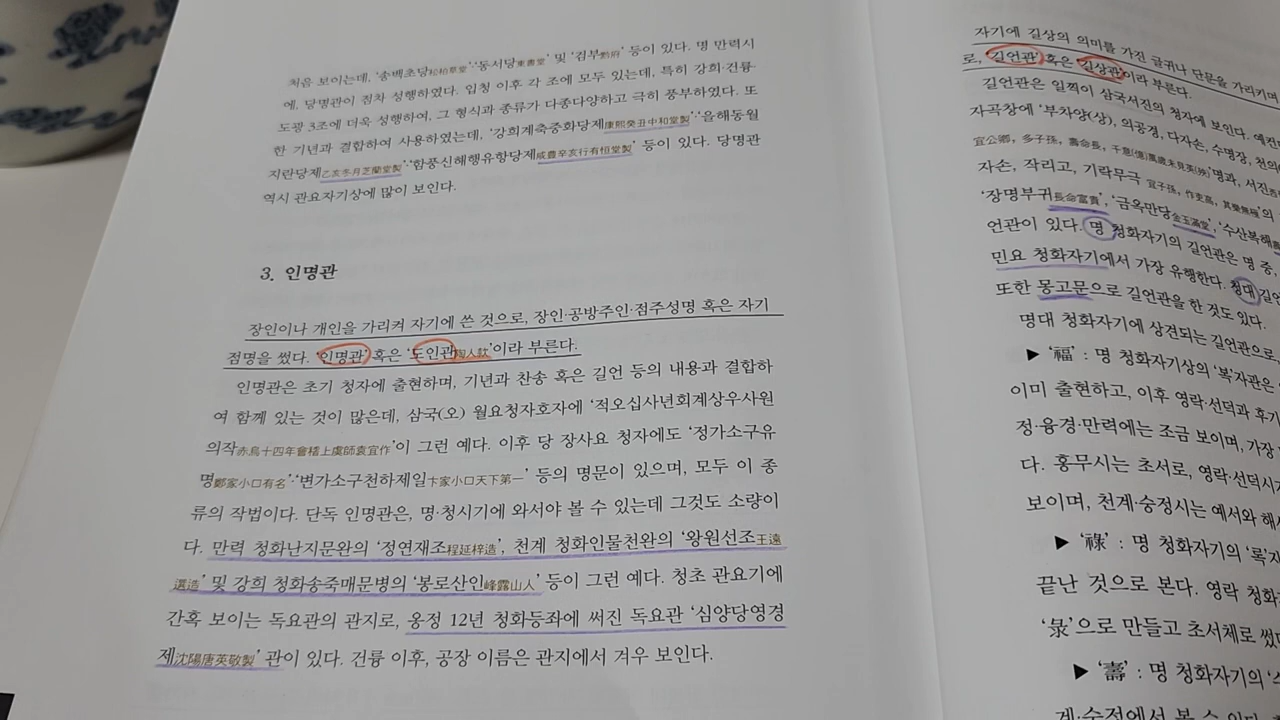 처음 보이는데, '송백초당松柏草堂'·'동서당東書堂' 및 '검부黔府' 등이 있다. 명 만력시
에, 당명관이 점차 성행하였다. 입청 이후 각 조에 모두 있는데, 특히 강희·건륭
도광 3조에 더욱 성행하여, 그 형식과 종류가 다종다양하고 극히 풍부하였다. 또
한 기년과 결합하여 사용하였는데, '강희계축중화당제康熙癸丑中和堂製'·'을해동월
지란당제乙亥冬月芝蘭堂製'·'함풍신해행유항당제咸豊辛亥行有恒堂製' 등이 있다. 당명관
역시 관요자기상에 많이 보인다.
3. 인명관
장인이나 개인을 가리켜 자기에 쓴 것으로, 장인·공방주인·점주성명 혹은 자기
점명을 썼다. '인명관' 혹은 '도인관陶人款'이라 부른다.
인명관은 초기 청자에 출현하며, 기년과 찬송 혹은 길언 등의 내용과 결합하
여 함께 있는 것이 많은데, 삼국(오) 월요청자호자에 '적오십사년회계상우사원
의작赤烏十四年會稽上虞師袁宜作'이 그런 예다. 이후 당 장사요 청자에도 '정가소구유
명鄭家小口有名'·'변가소구천하제일卞家小口天下第一' 등의 명문이 있으며, 모두 이 종
류의 작법이다. 단독 인명관은, 명·청시기에 와서야 볼 수 있는데 그것도 소량이
다. 만력 청화난지문완의 '정연재조程延梓造', 천계 청화인물천완의 '왕원선조王遠
選造' 및 강희 청화송죽매문병의 '봉로산인峰露山人' 등이 그런 예다. 청초 관요기에
간혹 보이는 독요관의 관지로, 옹정 12년 청화등좌에 써진 독요관 '심양당영경
제沈陽唐英敬製' 관이 있다. 건륭 이후, 공장 이름은 관지에서 겨우 보인다.
자기에 길상의 의미를 가진 글귀나 단문을 가리키며
로, '길언관' 혹은 '길상관'이라 부른다.
길언관은 일찍이 삼국서진의 청자에 보인다. 예컨
자곡창에 '부차양(상), 의공경, 다자손, 수명장, 천의
宜公卿, 多子孫, 壽命長, 千意(億)萬歲未見英(殃)'명과, 서진
자손, 작리고, 기락무극 宜子孫, 作吏高, 其樂無極'의
'장명부귀長命富貴', '금옥만당金玉滿堂', '수산복해
언관이 있다. 명 청화자기의 길언관은 명 중,
민요 청화자기에서 가장 유행한다. 청대 길언
또한 몽고문으로 길언관을 한 것도 있다.
명대 청화자기에 상견되는 길언관으로
▶ '福' : 명 청화자기상의 '복'자관은
이미 출현하고, 이후 영락·선덕과 후기
정·융경·만력에는 조금 보이며, 가장
다. 홍무시는 초서로, 영락·선덕시
보이며, 천계·숭정시는 예서와 해
▶ '祿' : 명 청화자기의 '록'자
끝난 것으로 본다. 영락 청화
'彔'으로 만들고 초서체로 썼
▶ '壽' : 명 청화자기의